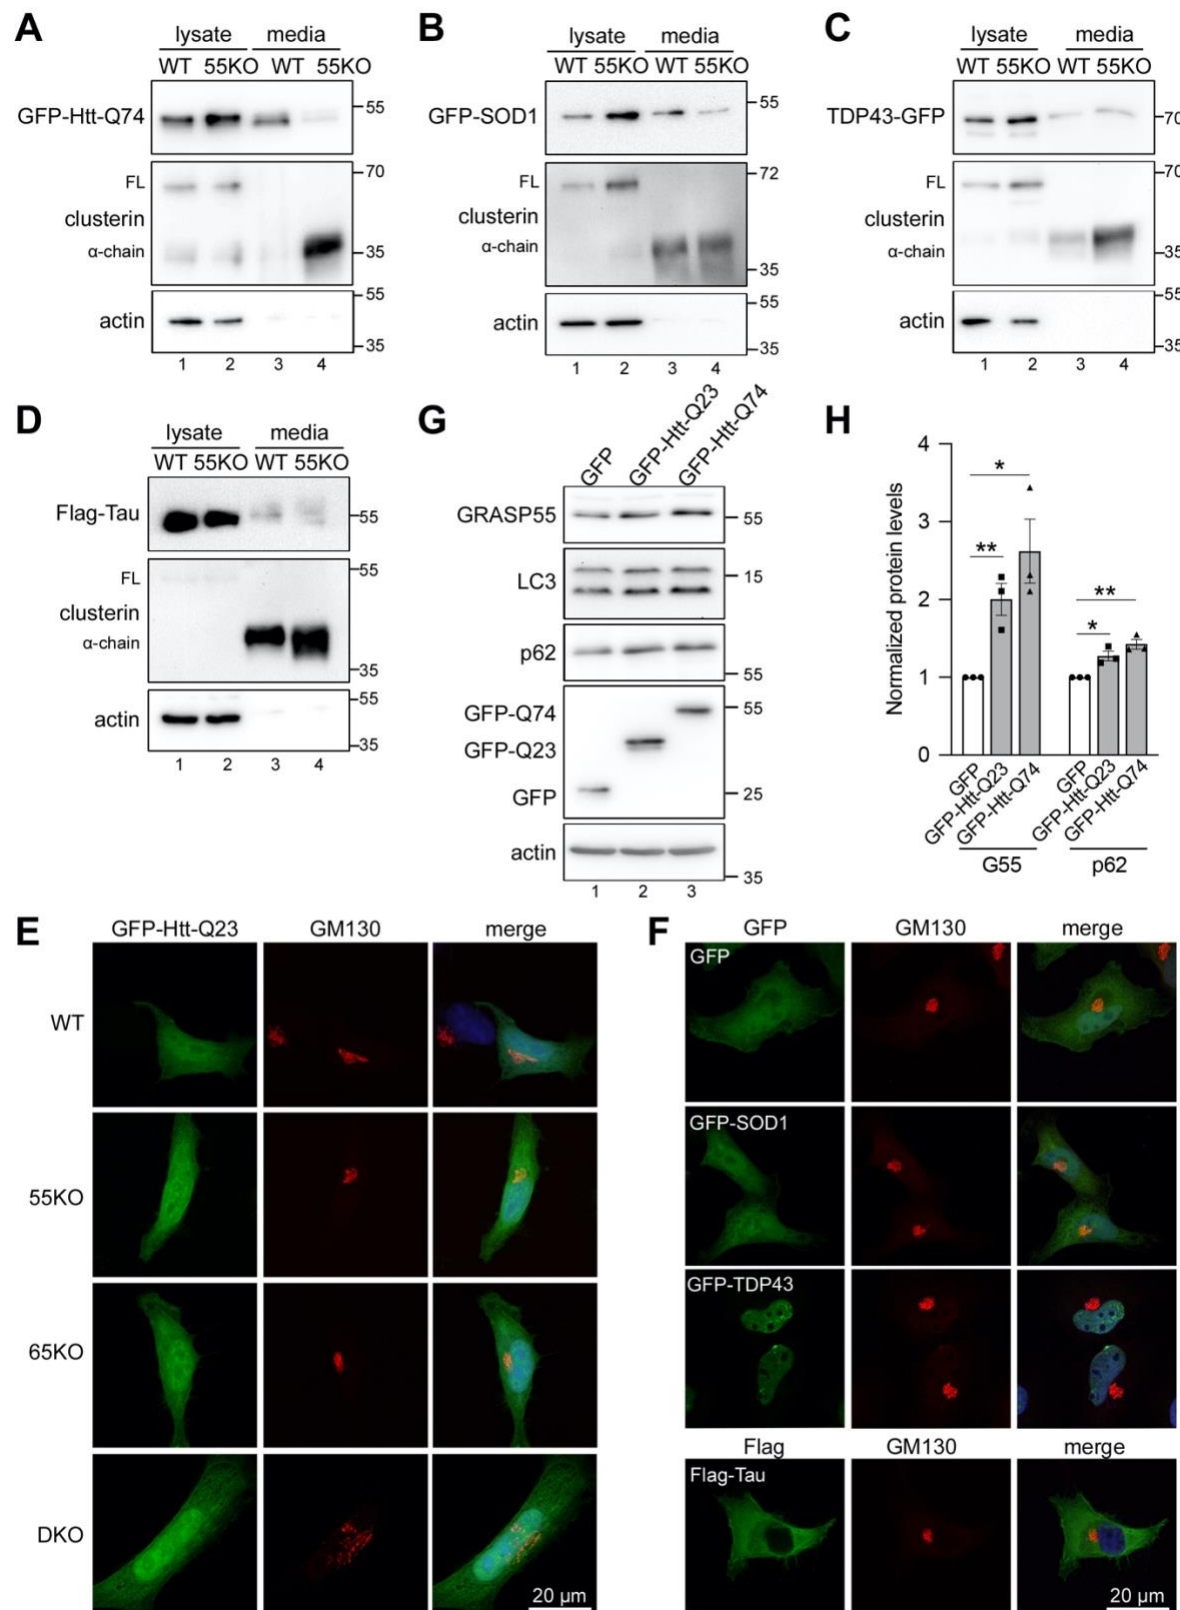 A
lysate media
WT 55KO WT 55KO
GFP-Htt-Q74
55
FL
70
clusterin
α-chain
35
actin
55
35
1 2 3 4
B
lysate media
WT 55KO WT 55KO
GFP-SOD1
55
FL
72
clusterin
α-chain
35
actin
55
35
1 2 3 4
C
lysate media
WT 55KO WT 55KO
TDP43-GFP
70
FL
clusterin
α-chain
35
actin
55
35
1 2 3 4
D
lysate media
WT 55KO WT 55KO
Flag-Tau
55
FL
55
clusterin
α-chain
35
actin
55
35
1 2 3 4
G
GFP
GFP-Htt-Q23
GFP-Htt-Q74
GRASP55
55
LC3
15
p62
55
GFP-Q74
55
GFP-Q23
GFP
25
actin
35
1 2 3
H
Normalized protein levels
4
3
2
1
0
*
**
**
*
GFP
GFP-Htt-Q23
GFP-Htt-Q74
GFP
GFP-Htt-Q23
GFP-Htt-Q74
G55
p62
E
GFP-Htt-Q23 GM130 merge
WT
55KO
65KO
DKO
20 µm
F
GFP GM130 merge
GFP
GFP-SOD1
GFP-TDP43
Flag GM130 merge
Flag-Tau
20 µm